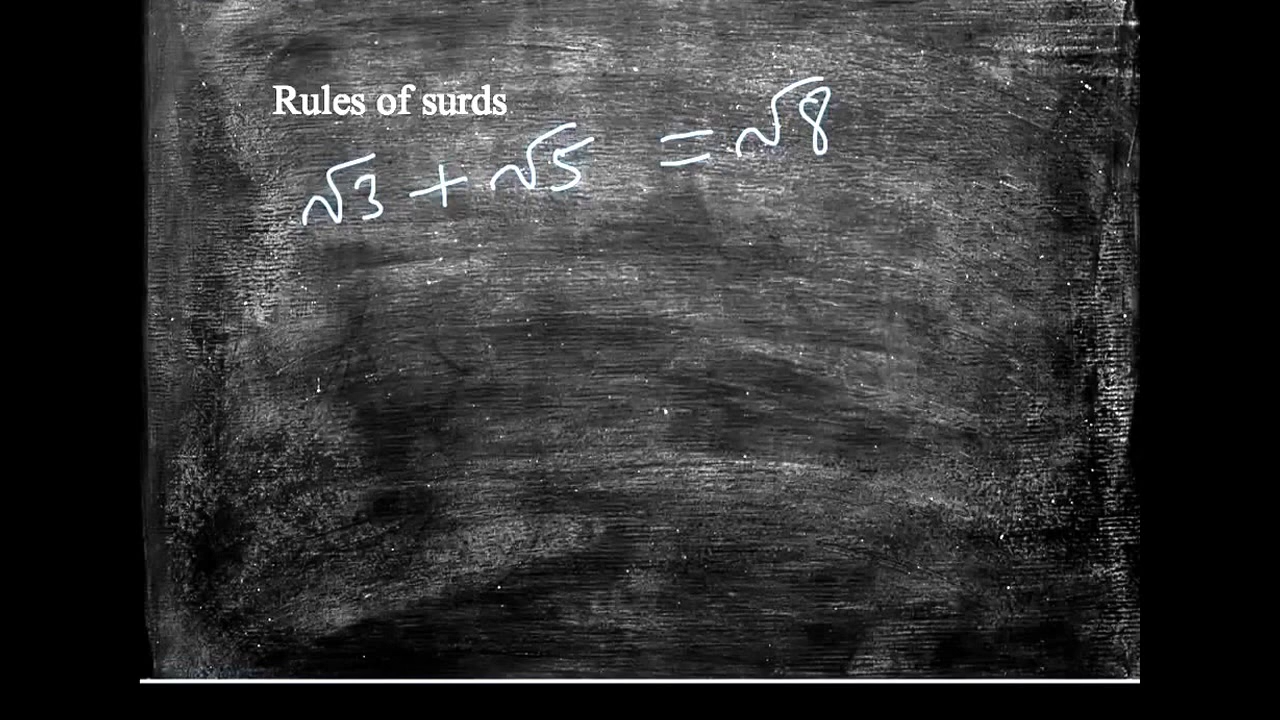 Rules of surds
√3 + √5 = √8